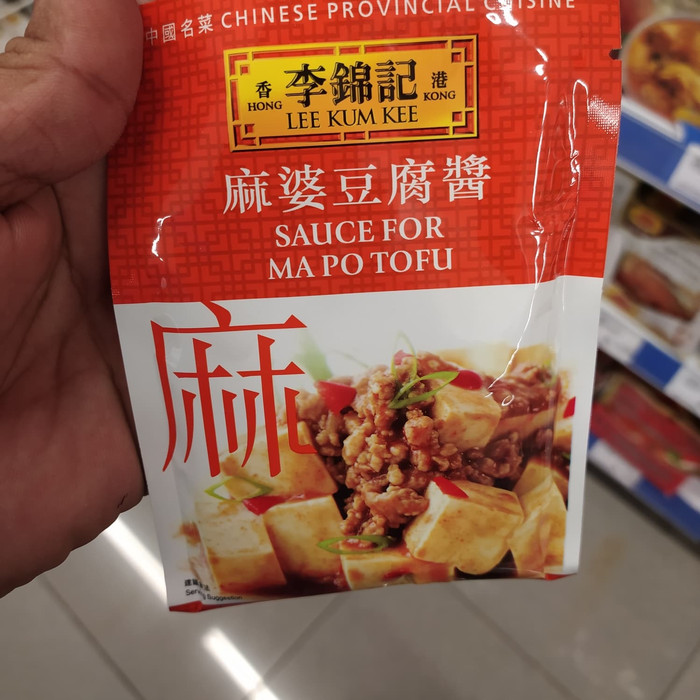 中國名菜 CHINESE PROVINCIAL CUISINE
香 李錦記 港
HONG KONG
LEE KUM KEE
麻婆豆腐醬
SAUCE FOR
MA PO TOFU
麻